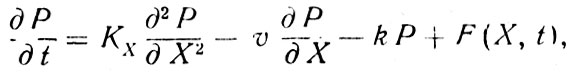 ∂P/∂t = K_X ∂²P/∂X² − v ∂P/∂X − kP + F(X, t),